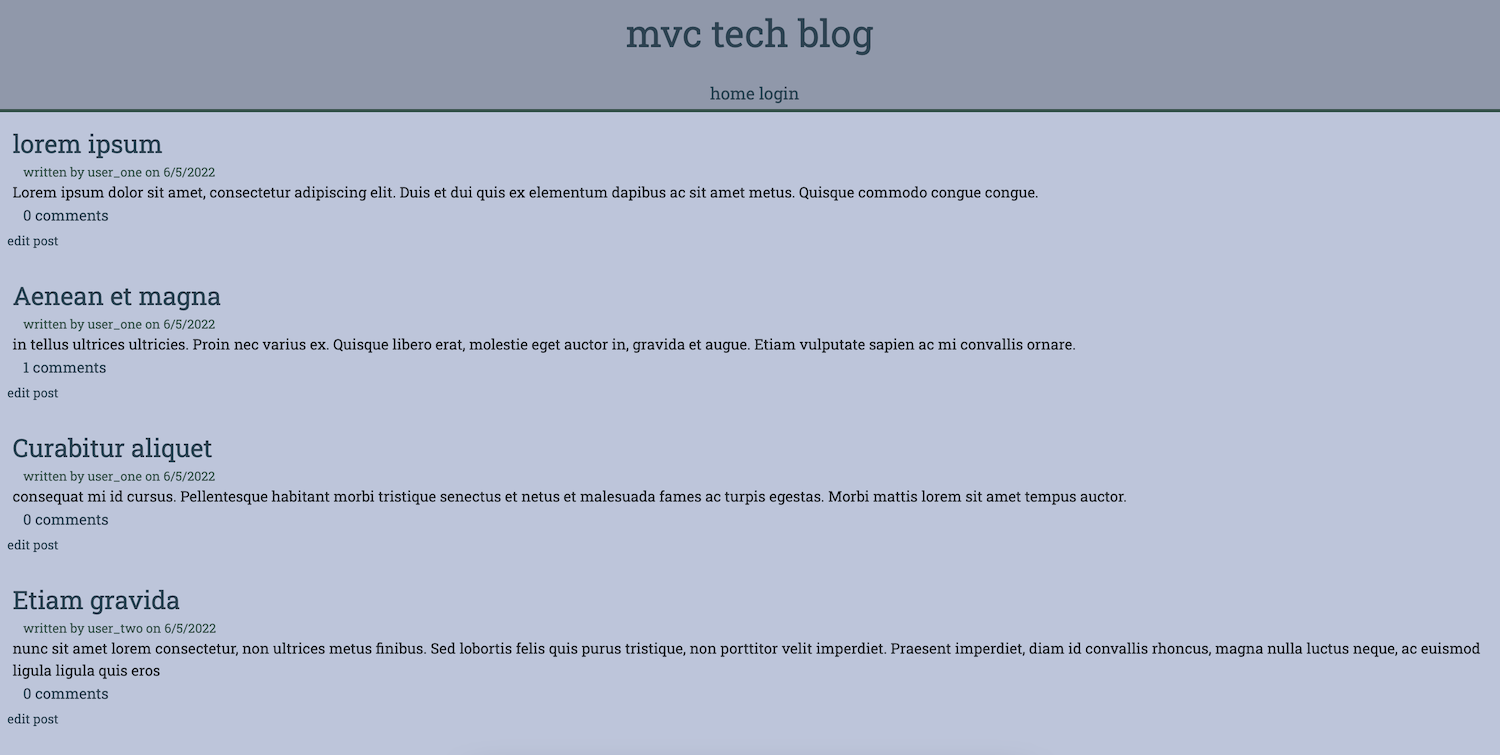 mvc tech blog
home login
lorem ipsum
written by user_one on 6/5/2022
Lorem ipsum dolor sit amet, consectetur adipiscing elit. Duis et dui quis ex elementum dapibus ac sit amet metus. Quisque commodo congue congue.
0 comments
edit post
Aenean et magna
written by user_one on 6/5/2022
in tellus ultrices ultricies. Proin nec varius ex. Quisque libero erat, molestie eget auctor in, gravida et augue. Etiam vulputate sapien ac mi convallis ornare.
1 comments
edit post
Curabitur aliquet
written by user_one on 6/5/2022
consequat mi id cursus. Pellentesque habitant morbi tristique senectus et netus et malesuada fames ac turpis egestas. Morbi mattis lorem sit amet tempus auctor.
0 comments
edit post
Etiam gravida
written by user_two on 6/5/2022
nunc sit amet lorem consectetur, non ultrices metus finibus. Sed lobortis felis quis purus tristique, non porttitor velit imperdiet. Praesent imperdiet, diam id convallis rhoncus, magna nulla luctus neque, ac euismod
ligula ligula quis eros
0 comments
edit post